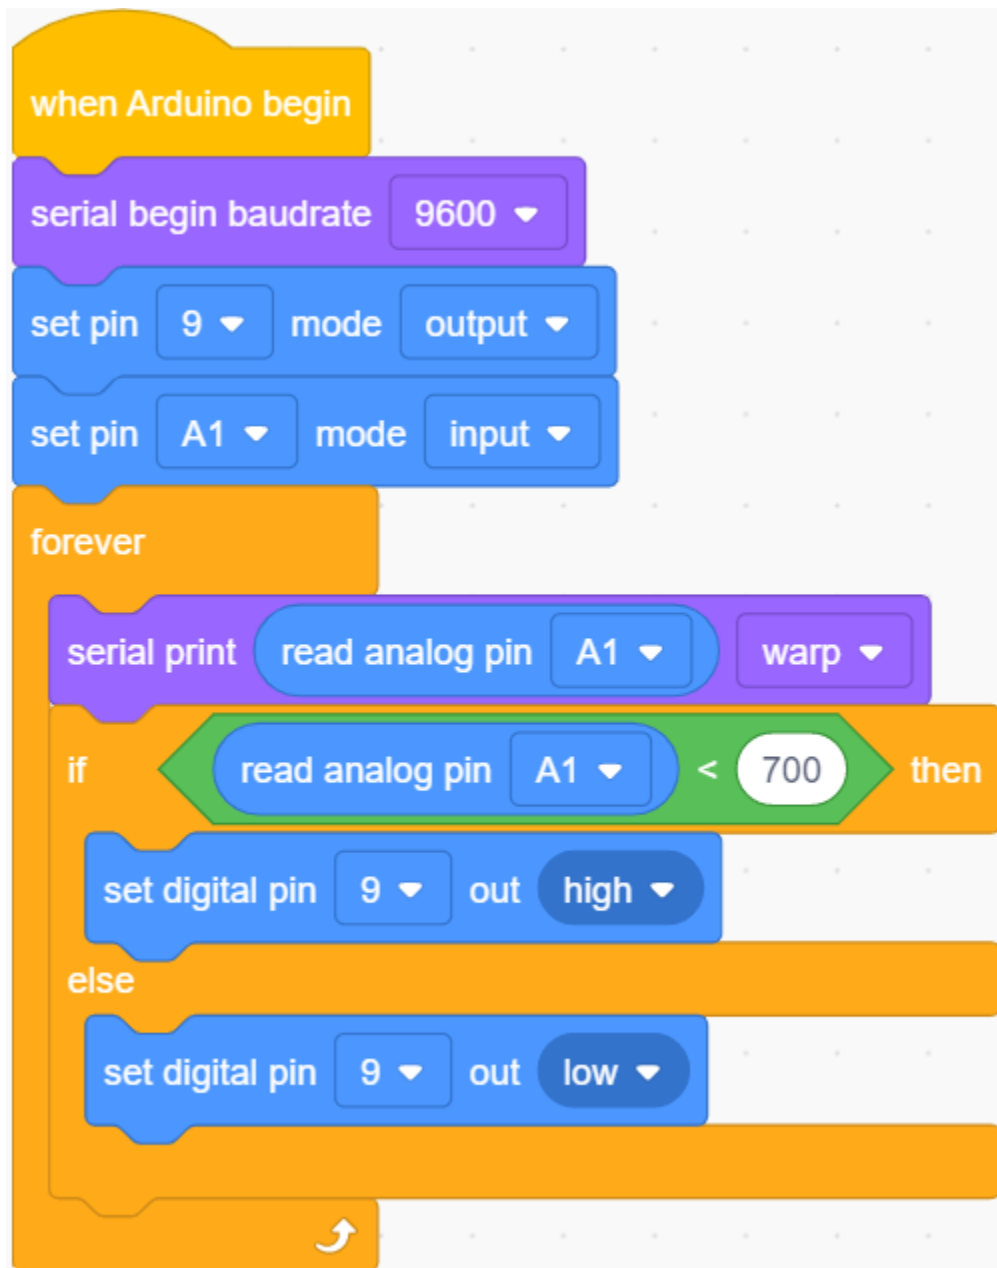 when Arduino begin
serial begin baudrate 9600
set pin 9 mode output
set pin A1 mode input
forever
serial print read analog pin A1 warp
if read analog pin A1 < 700 then
set digital pin 9 out high
else
set digital pin 9 out low